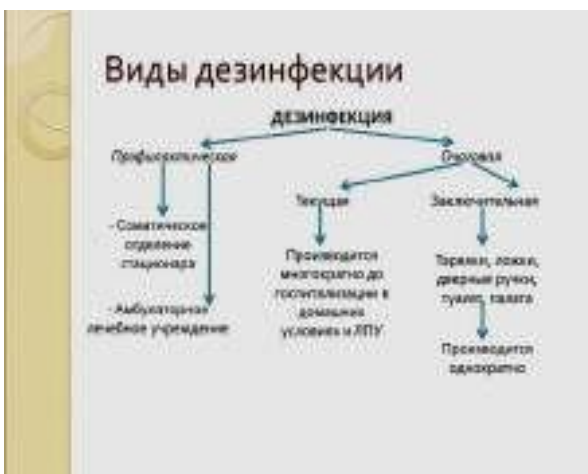 Виды дезинфекции
ДЕЗИНФЕКЦИЯ
Профилактическая
Очаговая
Текущая
Заключительная
- Соматическое
отделение
стационара
- Амбулаторное
лечебное учреждение
Производится
многократно до
госпитализации в
домашних
условиях и ЛПУ
Тарелки, ложки,
дверные ручки,
туалет, палата
Производится
однократно